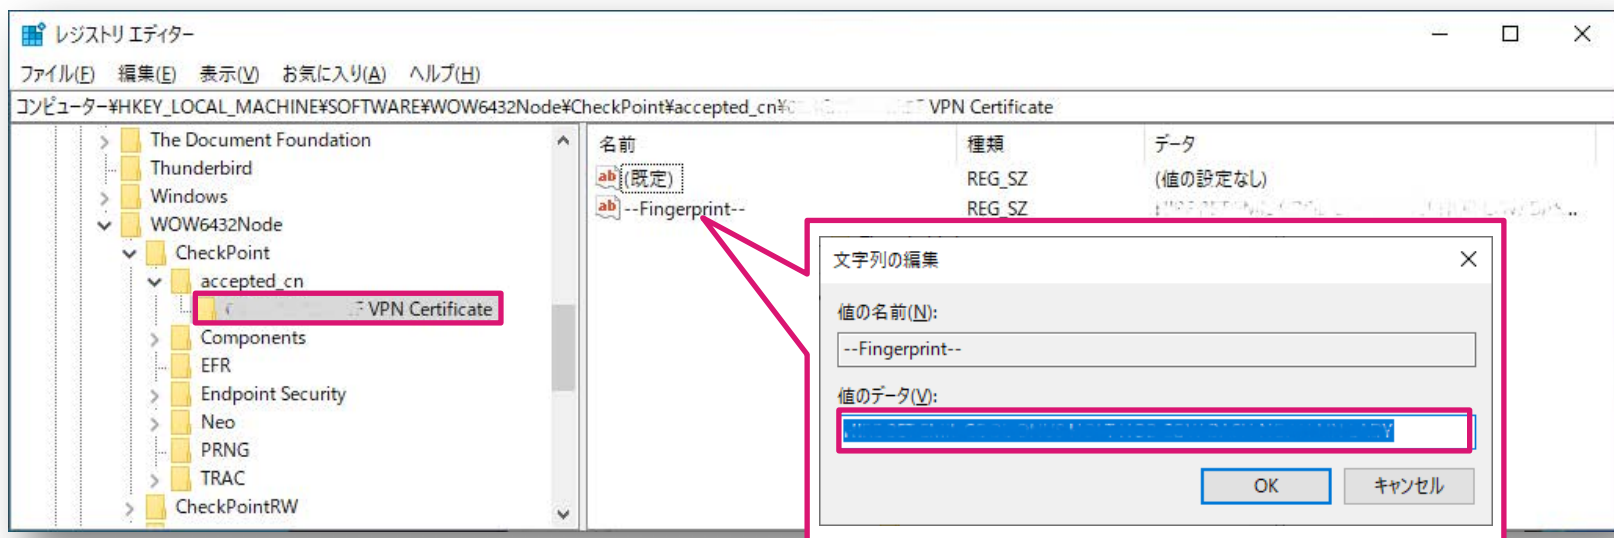 レジストリ エディター
ファイル(F) 編集(E) 表示(V) お気に入り(A) ヘルプ(H)
コンピューター¥HKEY_LOCAL_MACHINE¥SOFTWARE¥WOW6432Node¥CheckPoint¥accepted_cn¥ VPN Certificate
The Document Foundation
Thunderbird
Windows
WOW6432Node
CheckPoint
accepted_cn
VPN Certificate
Components
EFR
Endpoint Security
Neo
PRNG
TRAC
CheckPointRW
名前 種類 データ
ab (既定) REG_SZ (値の設定なし)
ab --Fingerprint-- REG_SZ
文字列の編集
値の名前(N):
--Fingerprint--
値のデータ(V):
OK キャンセル